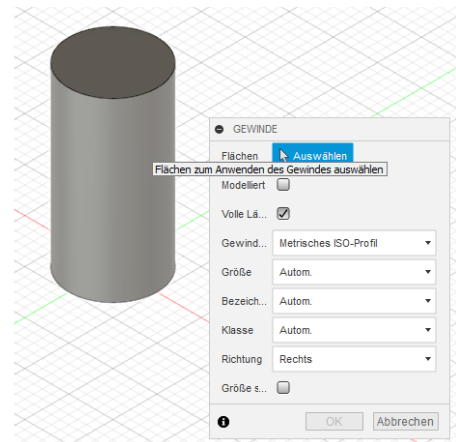 GEWINDE
Flächen Auswählen
Flächen zum Anwenden des Gewindes auswählen
Modelliert
Volle Lä...
Gewind... Metrisches ISO-Profil
Größe Autom.
Bezeich... Autom.
Klasse Autom.
Richtung Rechts
Größe s...
OK Abbrechen